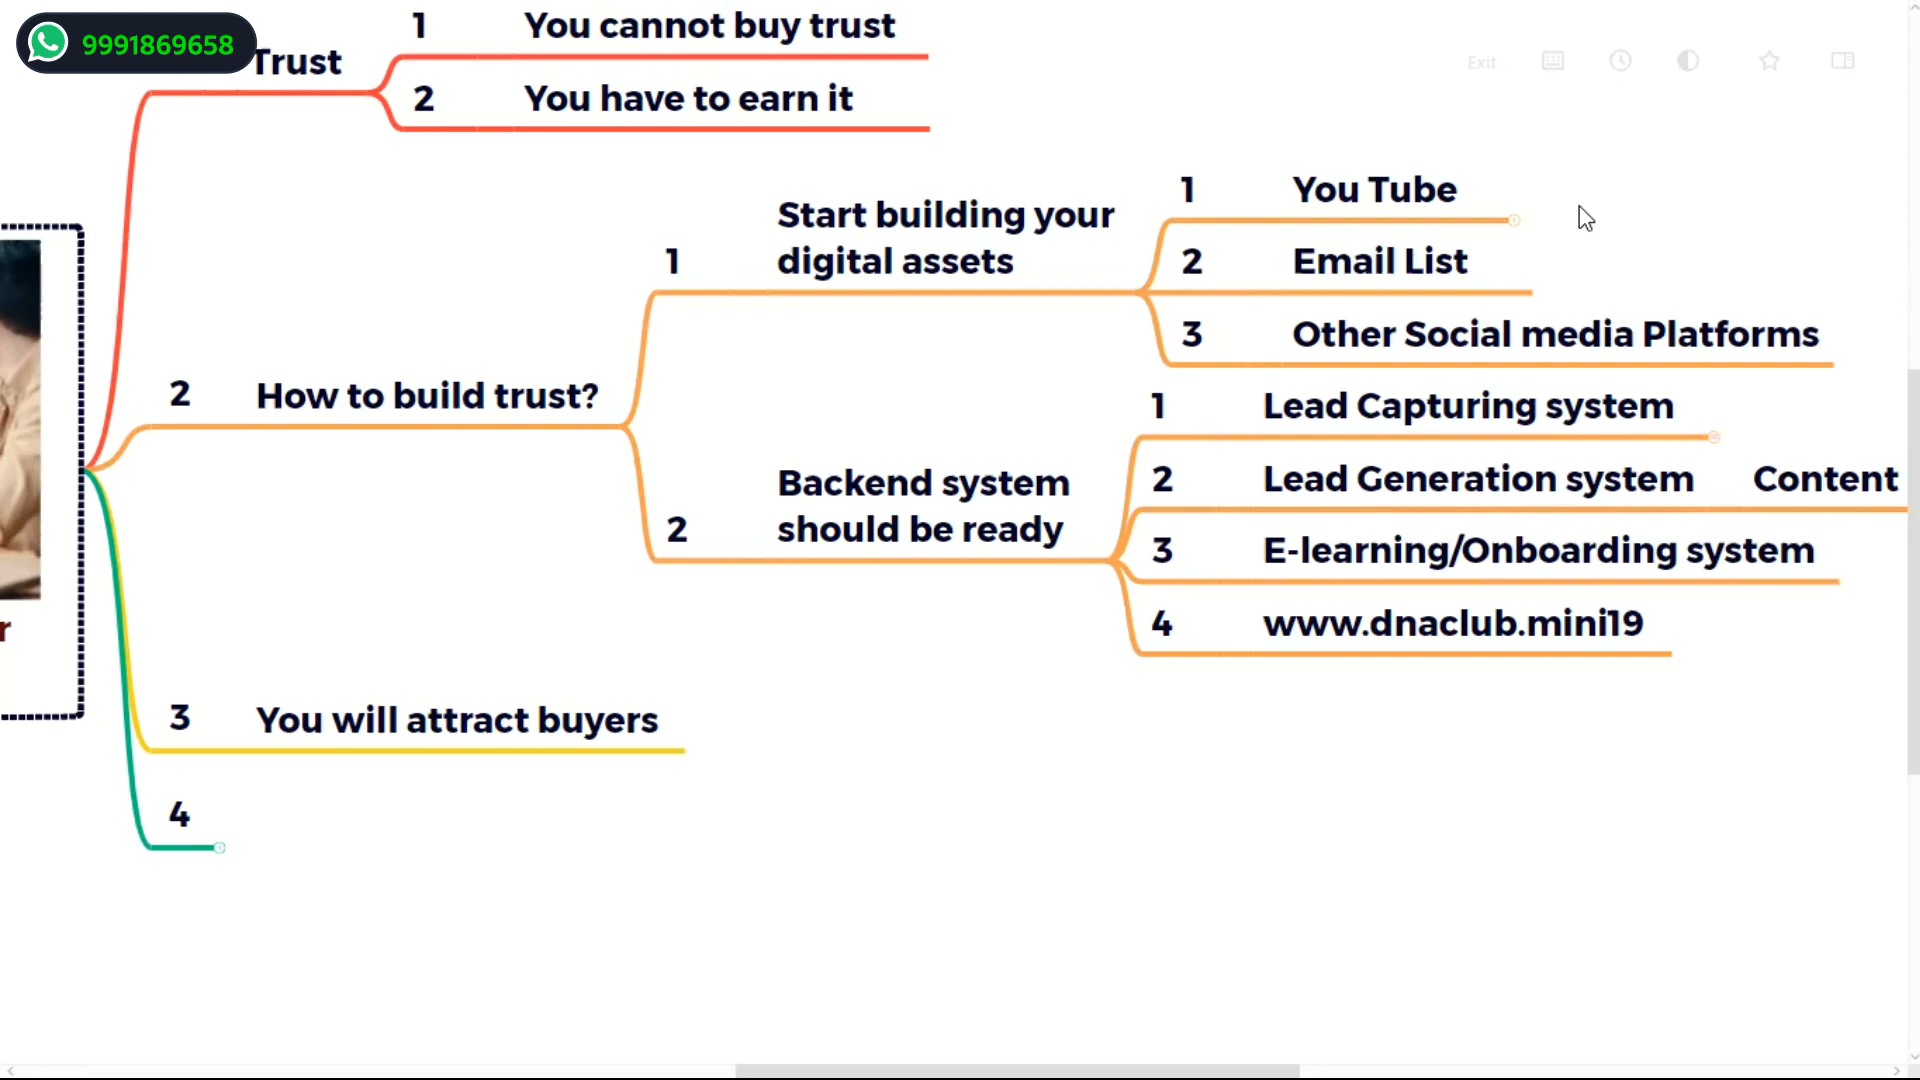 9991869658
Trust
1 You cannot buy trust
2 You have to earn it
Exit
2 How to build trust?
1 Start building your
digital assets
1 You Tube
2 Email List
3 Other Social media Platforms
2 Backend system
should be ready
1 Lead Capturing system
2 Lead Generation system Content
3 E-learning/Onboarding system
4 www.dnaclub.mini19
r
3 You will attract buyers
4